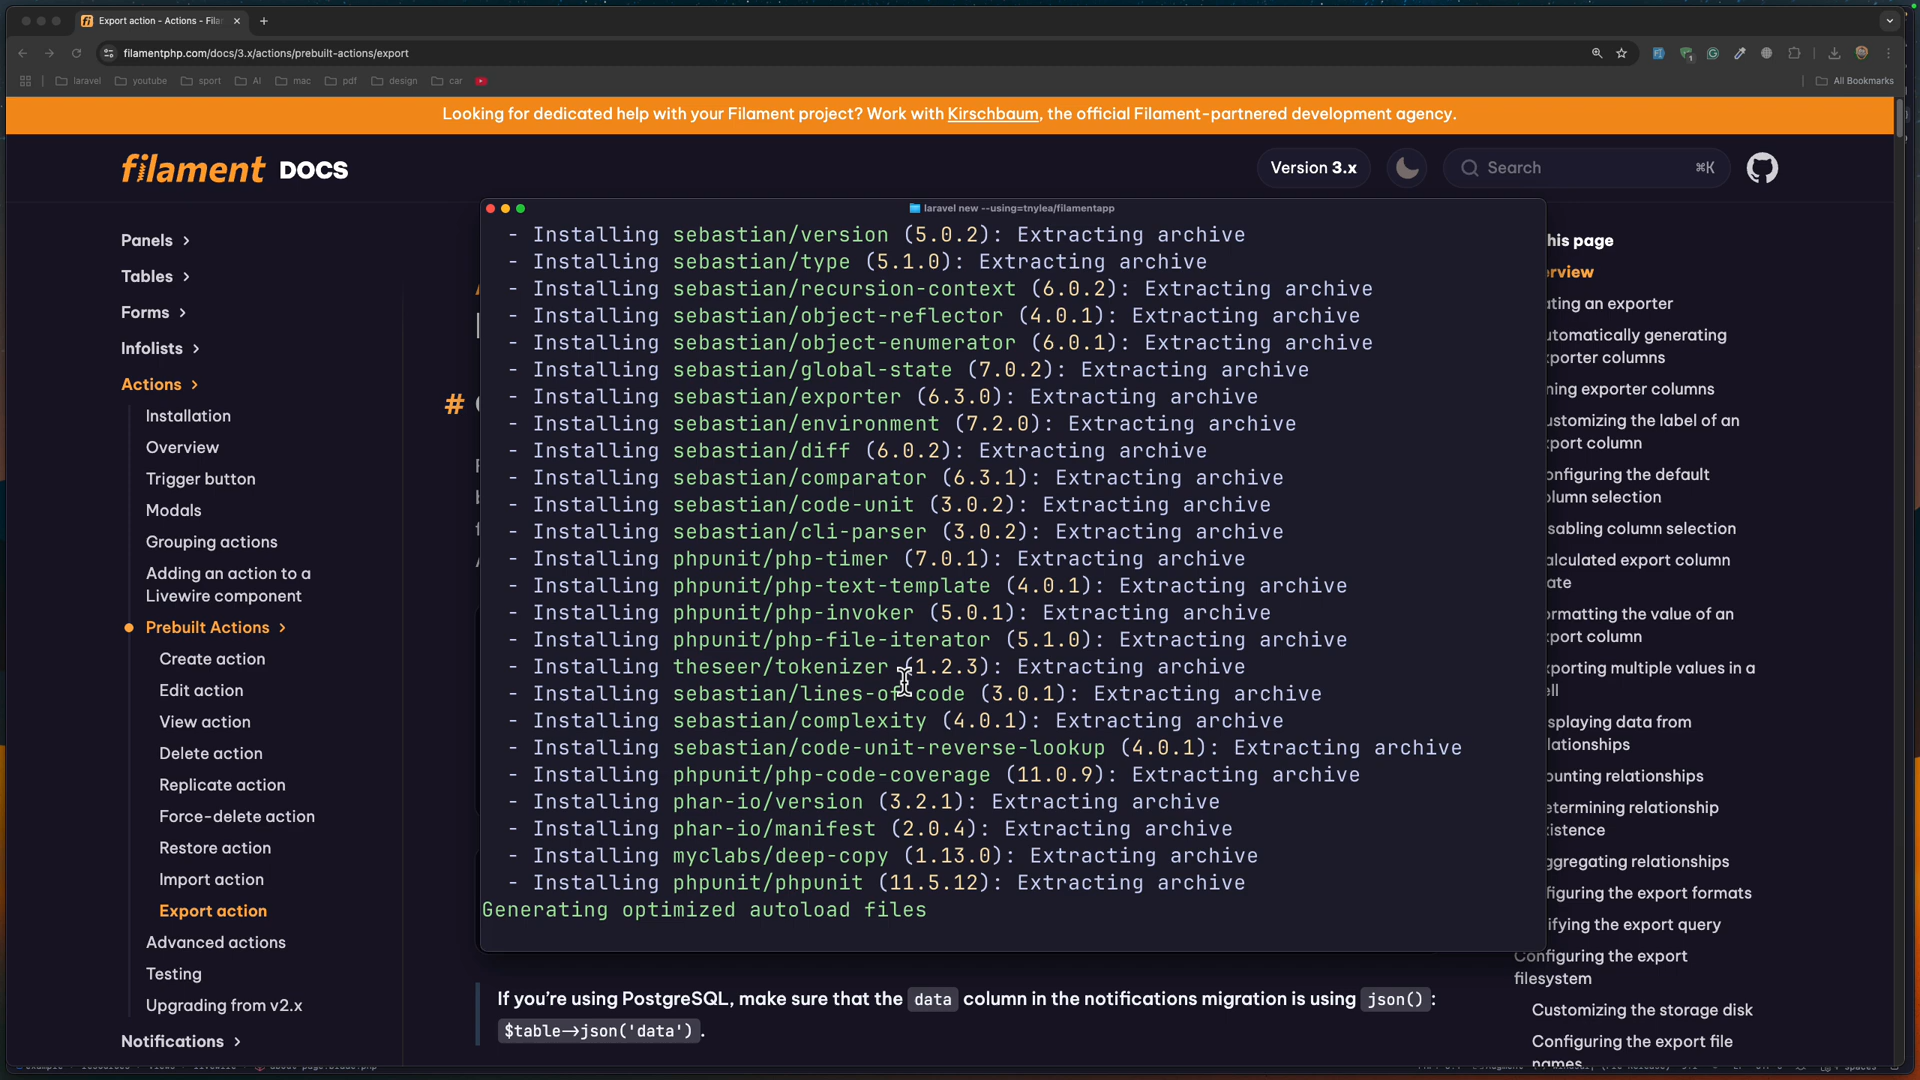 Export action - Actions - Fila
filamentphp.com/docs/3.x/actions/prebuilt-actions/export
laravel
youtube
sport
AI
mac
pdf
design
car
All Bookmarks
Looking for dedicated help with your Filament project? Work with Kirschbaum, the official Filament-partnered development agency.
filament DOCS
Version 3.x
Search
⌘K
Panels
Tables
Forms
Infolists
Actions
Installation
Overview
Trigger button
Modals
Grouping actions
Adding an action to a
Livewire component
Prebuilt Actions
Create action
Edit action
View action
Delete action
Replicate action
Force-delete action
Restore action
Import action
Export action
Advanced actions
Testing
Upgrading from v2.x
Notifications
#
laravel new --using=tnylea/filamentapp
- Installing sebastian/version (5.0.2): Extracting archive
- Installing sebastian/type (5.1.0): Extracting archive
- Installing sebastian/recursion-context (6.0.2): Extracting archive
- Installing sebastian/object-reflector (4.0.1): Extracting archive
- Installing sebastian/object-enumerator (6.0.1): Extracting archive
- Installing sebastian/global-state (7.0.2): Extracting archive
- Installing sebastian/exporter (6.3.0): Extracting archive
- Installing sebastian/environment (7.2.0): Extracting archive
- Installing sebastian/diff (6.0.2): Extracting archive
- Installing sebastian/comparator (6.3.1): Extracting archive
- Installing sebastian/code-unit (3.0.2): Extracting archive
- Installing sebastian/cli-parser (3.0.2): Extracting archive
- Installing phpunit/php-timer (7.0.1): Extracting archive
- Installing phpunit/php-text-template (4.0.1): Extracting archive
- Installing phpunit/php-invoker (5.0.1): Extracting archive
- Installing phpunit/php-file-iterator (5.1.0): Extracting archive
- Installing theseer/tokenizer (1.2.3): Extracting archive
- Installing sebastian/lines-of-code (3.0.1): Extracting archive
- Installing sebastian/complexity (4.0.1): Extracting archive
- Installing sebastian/code-unit-reverse-lookup (4.0.1): Extracting archive
- Installing phpunit/php-code-coverage (11.0.9): Extracting archive
- Installing phar-io/version (3.2.1): Extracting archive
- Installing phar-io/manifest (2.0.4): Extracting archive
- Installing myclabs/deep-copy (1.13.0): Extracting archive
- Installing phpunit/phpunit (11.5.12): Extracting archive
Generating optimized autoload files
If you're using PostgreSQL, make sure that the data column in the notifications migration is using json():
$table->json('data').
his page
erview
ating an exporter
utomatically generating
porter columns
ning exporter columns
ustomizing the label of an
port column
onfiguring the default
lumn selection
sabling column selection
alculated export column
ate
ormatting the value of an
port column
xporting multiple values in a
ell
splaying data from
lationships
ounting relationships
etermining relationship
istence
ggregating relationships
figuring the export formats
ifying the export query
Configuring the export
filesystem
Customizing the storage disk
Configuring the export file
names